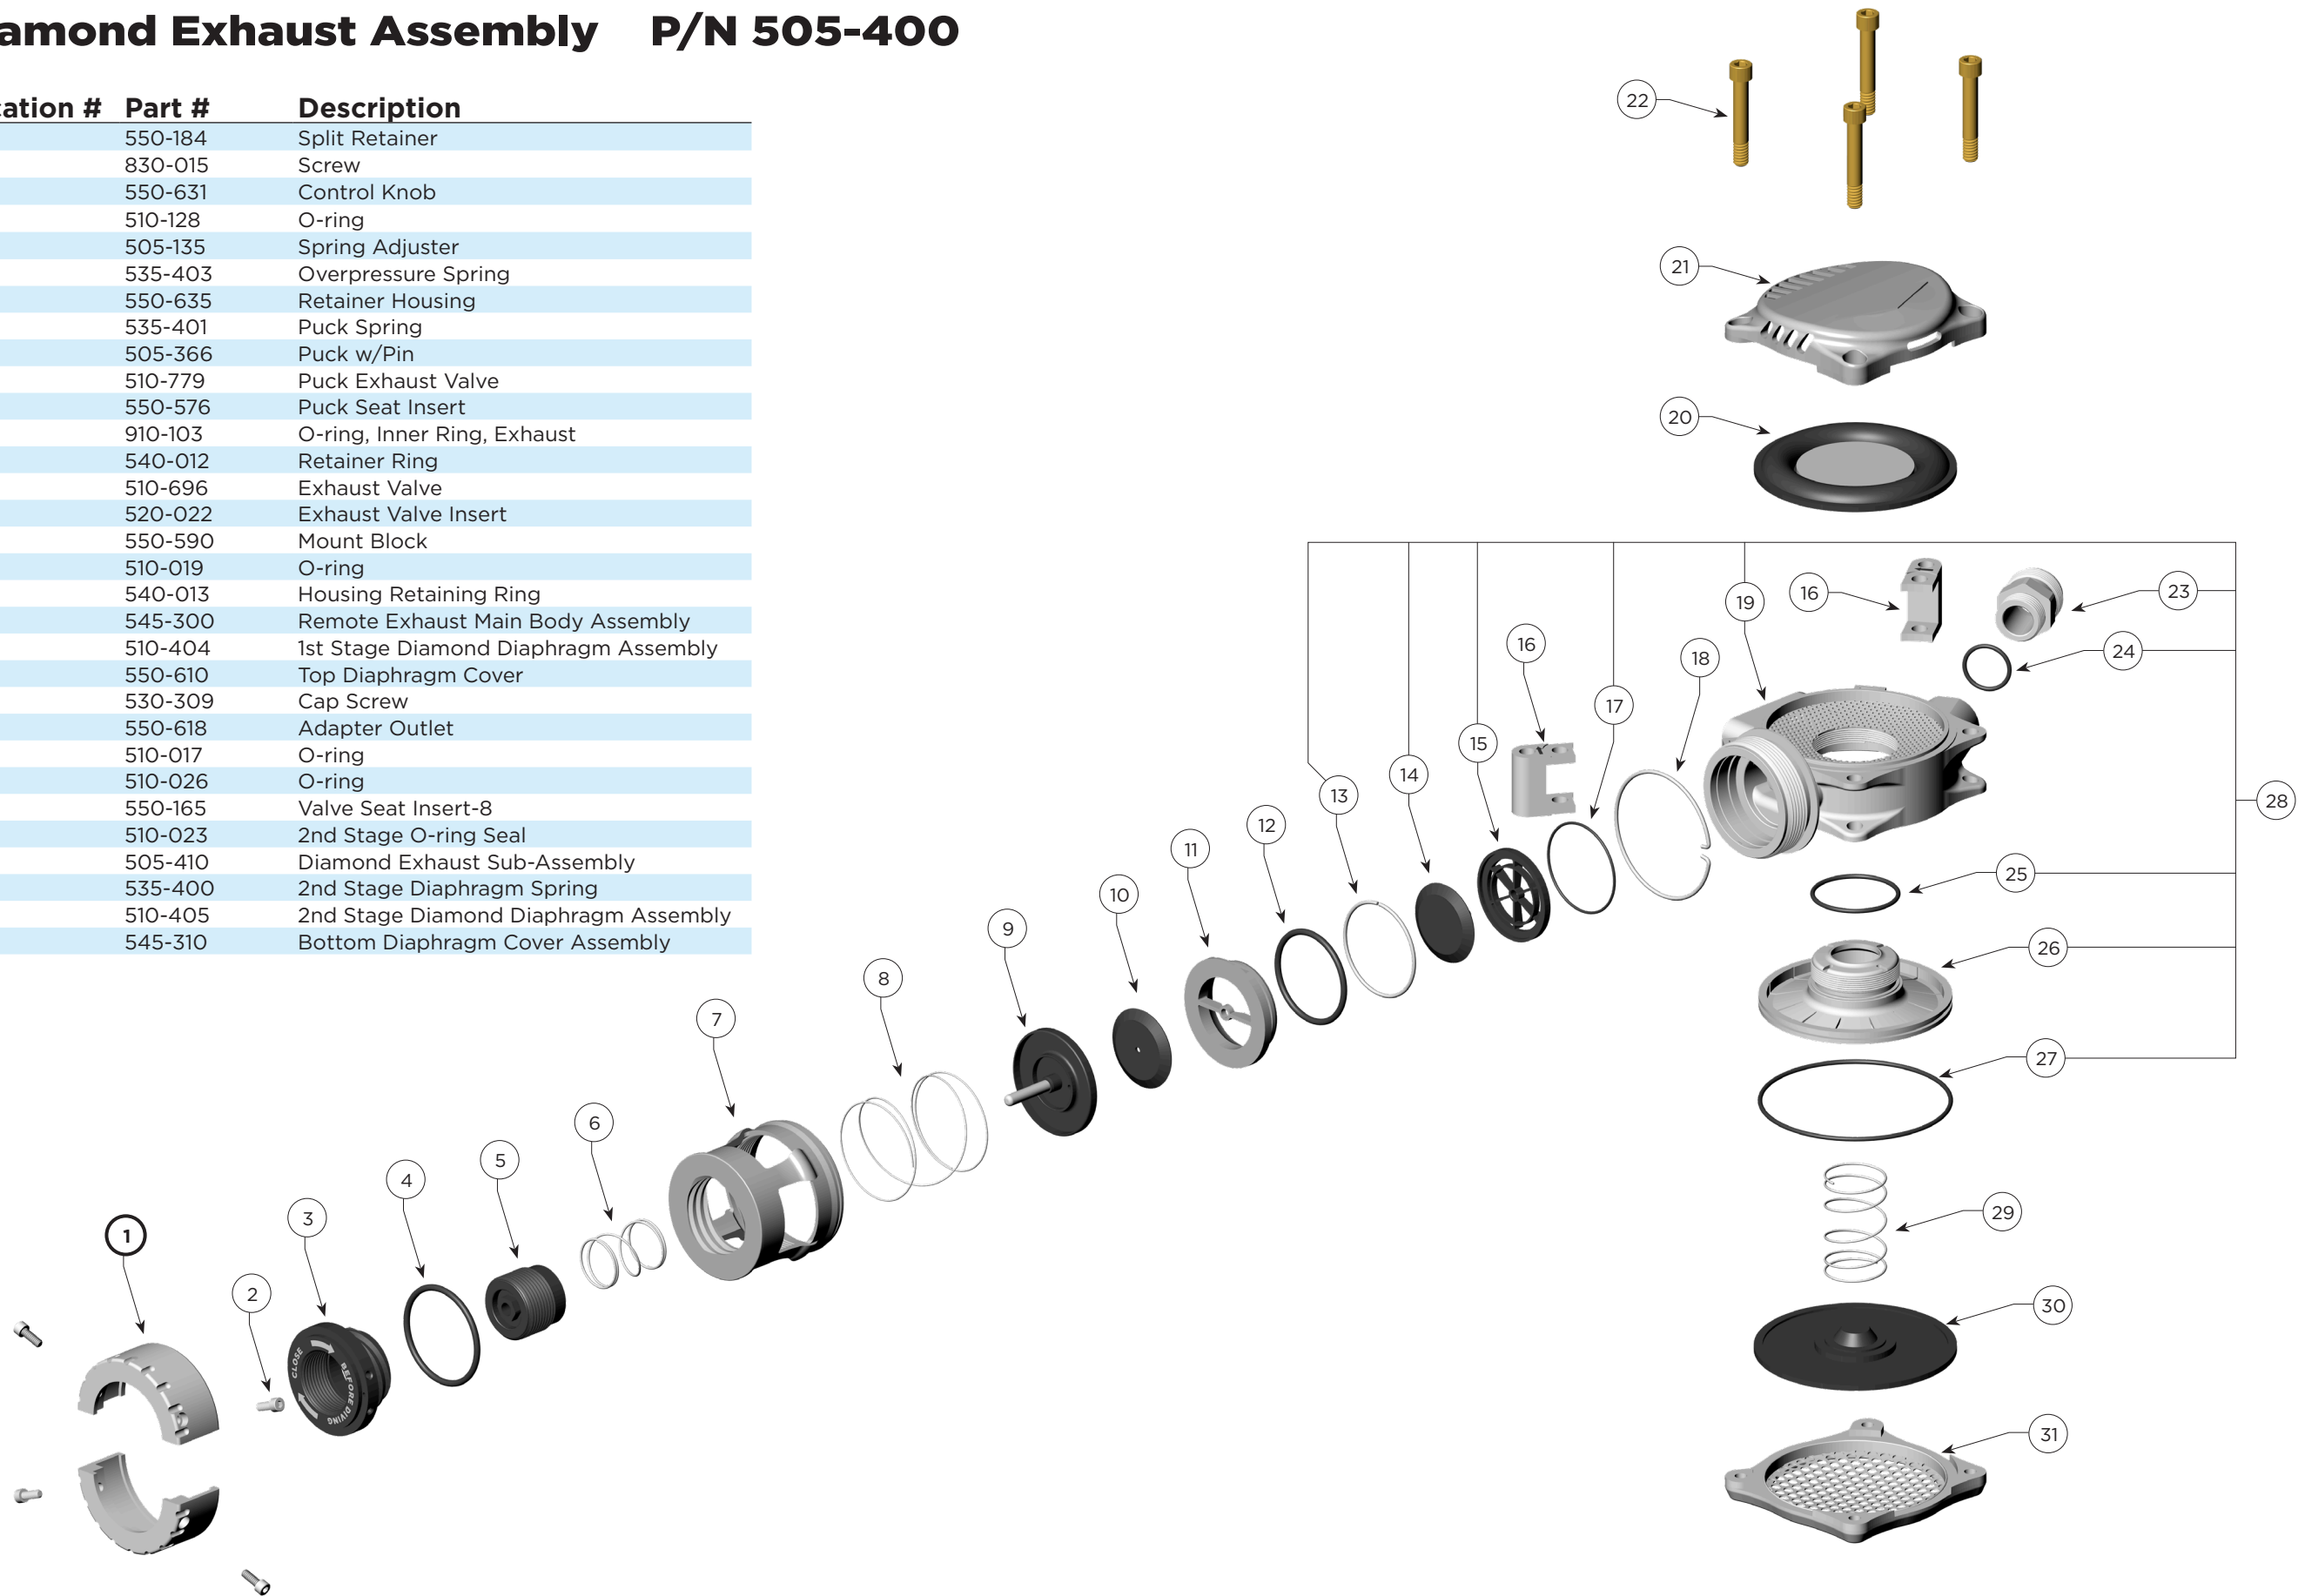 amond Exhaust Assembly P/N 505-400
cation # Part # Description
550-184 Split Retainer
830-015 Screw
550-631 Control Knob
510-128 O-ring
505-135 Spring Adjuster
535-403 Overpressure Spring
550-635 Retainer Housing
535-401 Puck Spring
505-366 Puck w/Pin
510-779 Puck Exhaust Valve
550-576 Puck Seat Insert
910-103 O-ring, Inner Ring, Exhaust
540-012 Retainer Ring
510-696 Exhaust Valve
520-022 Exhaust Valve Insert
550-590 Mount Block
510-019 O-ring
540-013 Housing Retaining Ring
545-300 Remote Exhaust Main Body Assembly
510-404 1st Stage Diamond Diaphragm Assembly
550-610 Top Diaphragm Cover
530-309 Cap Screw
550-618 Adapter Outlet
510-017 O-ring
510-026 O-ring
550-165 Valve Seat Insert-8
510-023 2nd Stage O-ring Seal
505-410 Diamond Exhaust Sub-Assembly
535-400 2nd Stage Diaphragm Spring
510-405 2nd Stage Diamond Diaphragm Assembly
545-310 Bottom Diaphragm Cover Assembly
22
21
20
16
23
19
24
16
18
17
15
14
13
28
12
11
25
10
9
26
8
7
27
6
5
4
3
29
1
2
30
31
CLOSE
BEFORE DIVING